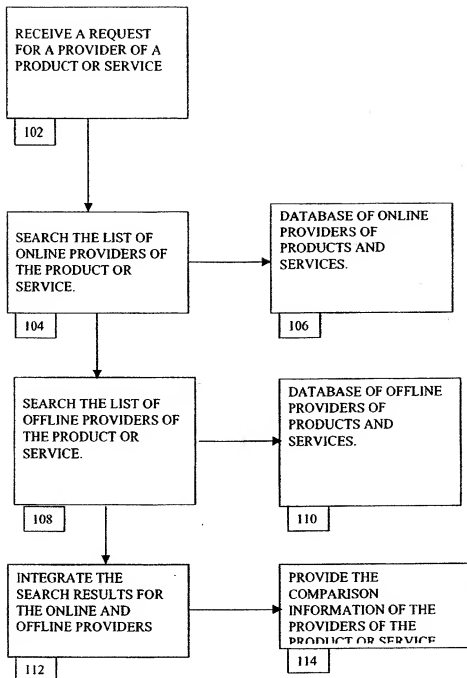 RECEIVE A REQUEST
FOR A PROVIDER OF A
PRODUCT OR SERVICE
102
SEARCH THE LIST OF
ONLINE PROVIDERS OF
THE PRODUCT OR
SERVICE.
104
DATABASE OF ONLINE
PROVIDERS OF
PRODUCTS AND
SERVICES.
106
SEARCH THE LIST OF
OFFLINE PROVIDERS OF
THE PRODUCT OR
SERVICE.
108
DATABASE OF OFFLINE
PROVIDERS OF
PRODUCTS AND
SERVICES.
110
INTEGRATE THE
SEARCH RESULTS FOR
THE ONLINE AND
OFFLINE PROVIDERS
112
PROVIDE THE
COMPARISON
INFORMATION OF THE
PROVIDERS OF THE
PRODUCT OR SERVICE
114